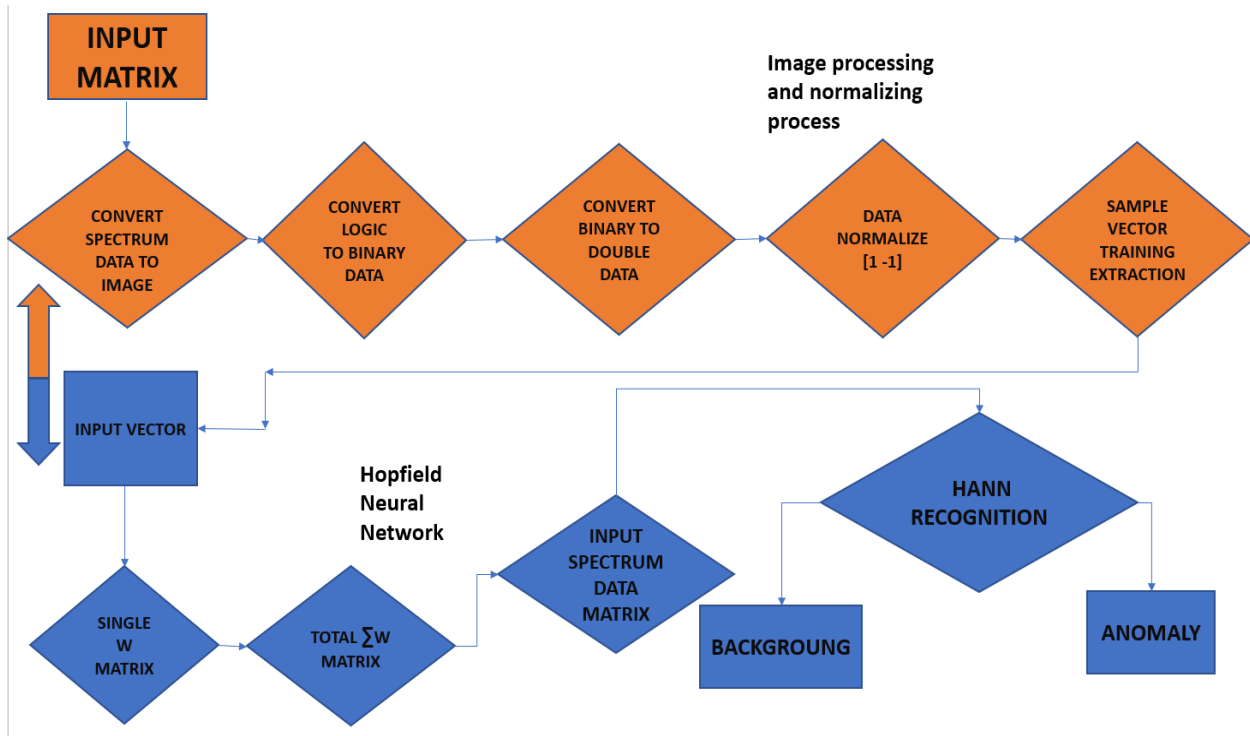 INPUT
MATRIX
Image processing
and normalizing
process
CONVERT
SPECTRUM
DATA TO
IMAGE
CONVERT
LOGIC
TO BINARY
DATA
CONVERT
BINARY TO
DOUBLE
DATA
DATA
NORMALIZE
[1 -1]
SAMPLE
VECTOR
TRAINING
EXTRACTION
INPUT VECTOR
Hopfield
Neural
Network
SINGLE
W
MATRIX
TOTAL ∑W
MATRIX
INPUT
SPECTRUM
DATA
MATRIX
HANN
RECOGNITION
BACKGROUNG
ANOMALY